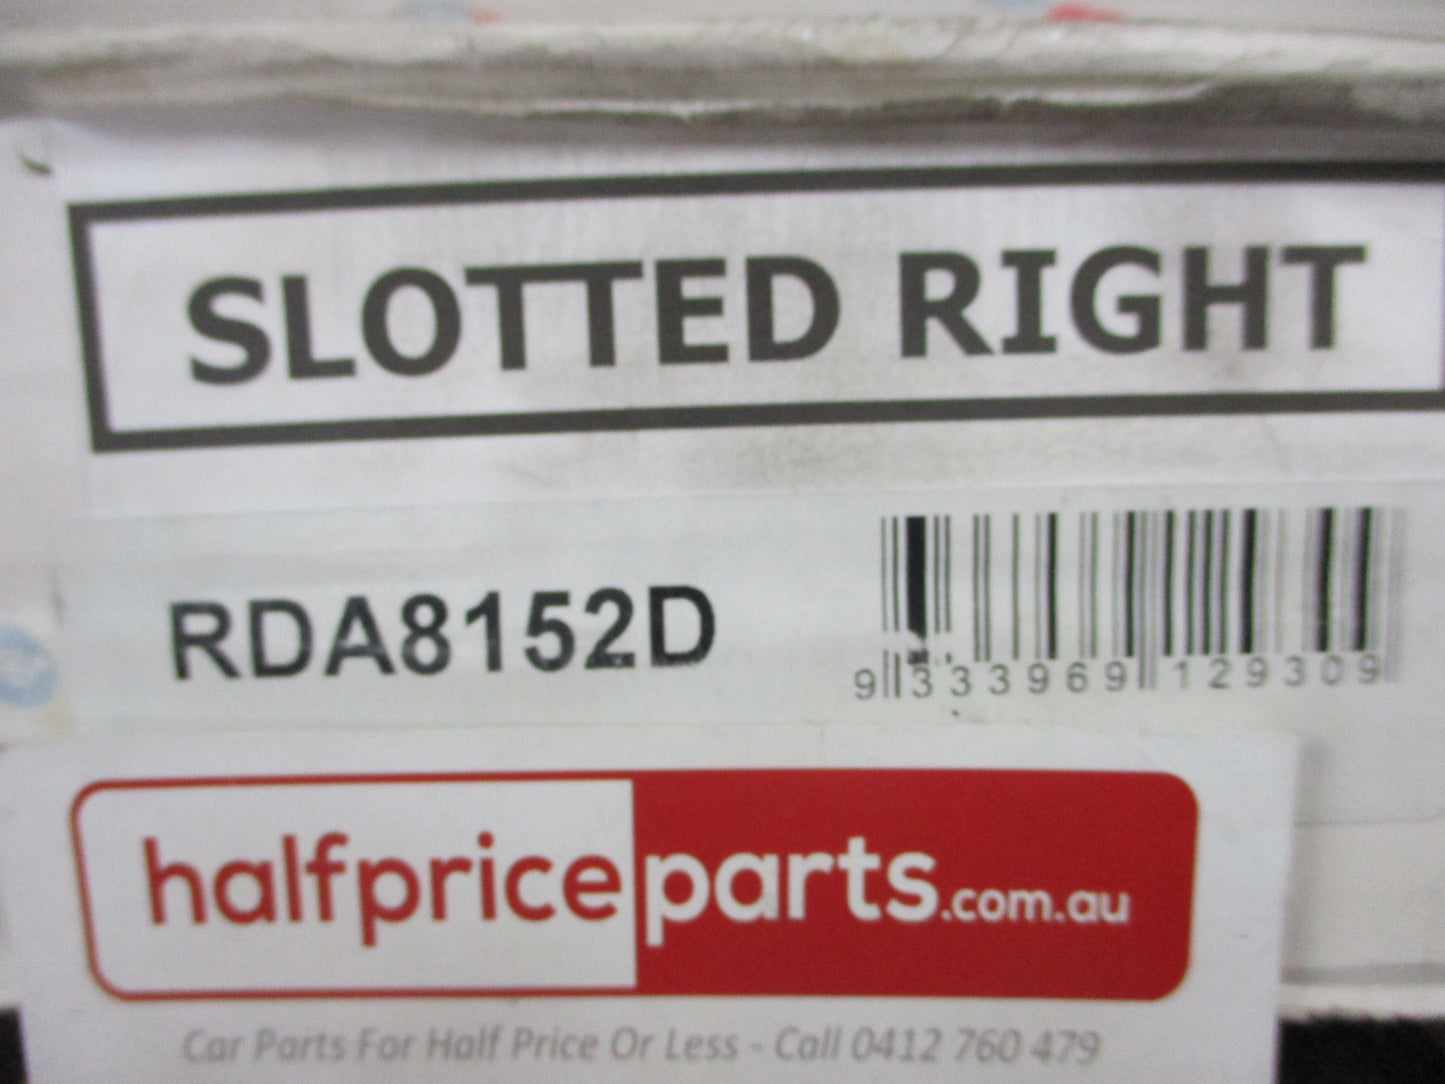 SLOTTED RIGHT
RDA8152D
9 333969 129309
halfpriceparts.com.au
Car Parts For Half Price Or Less - Call 0412 760 479